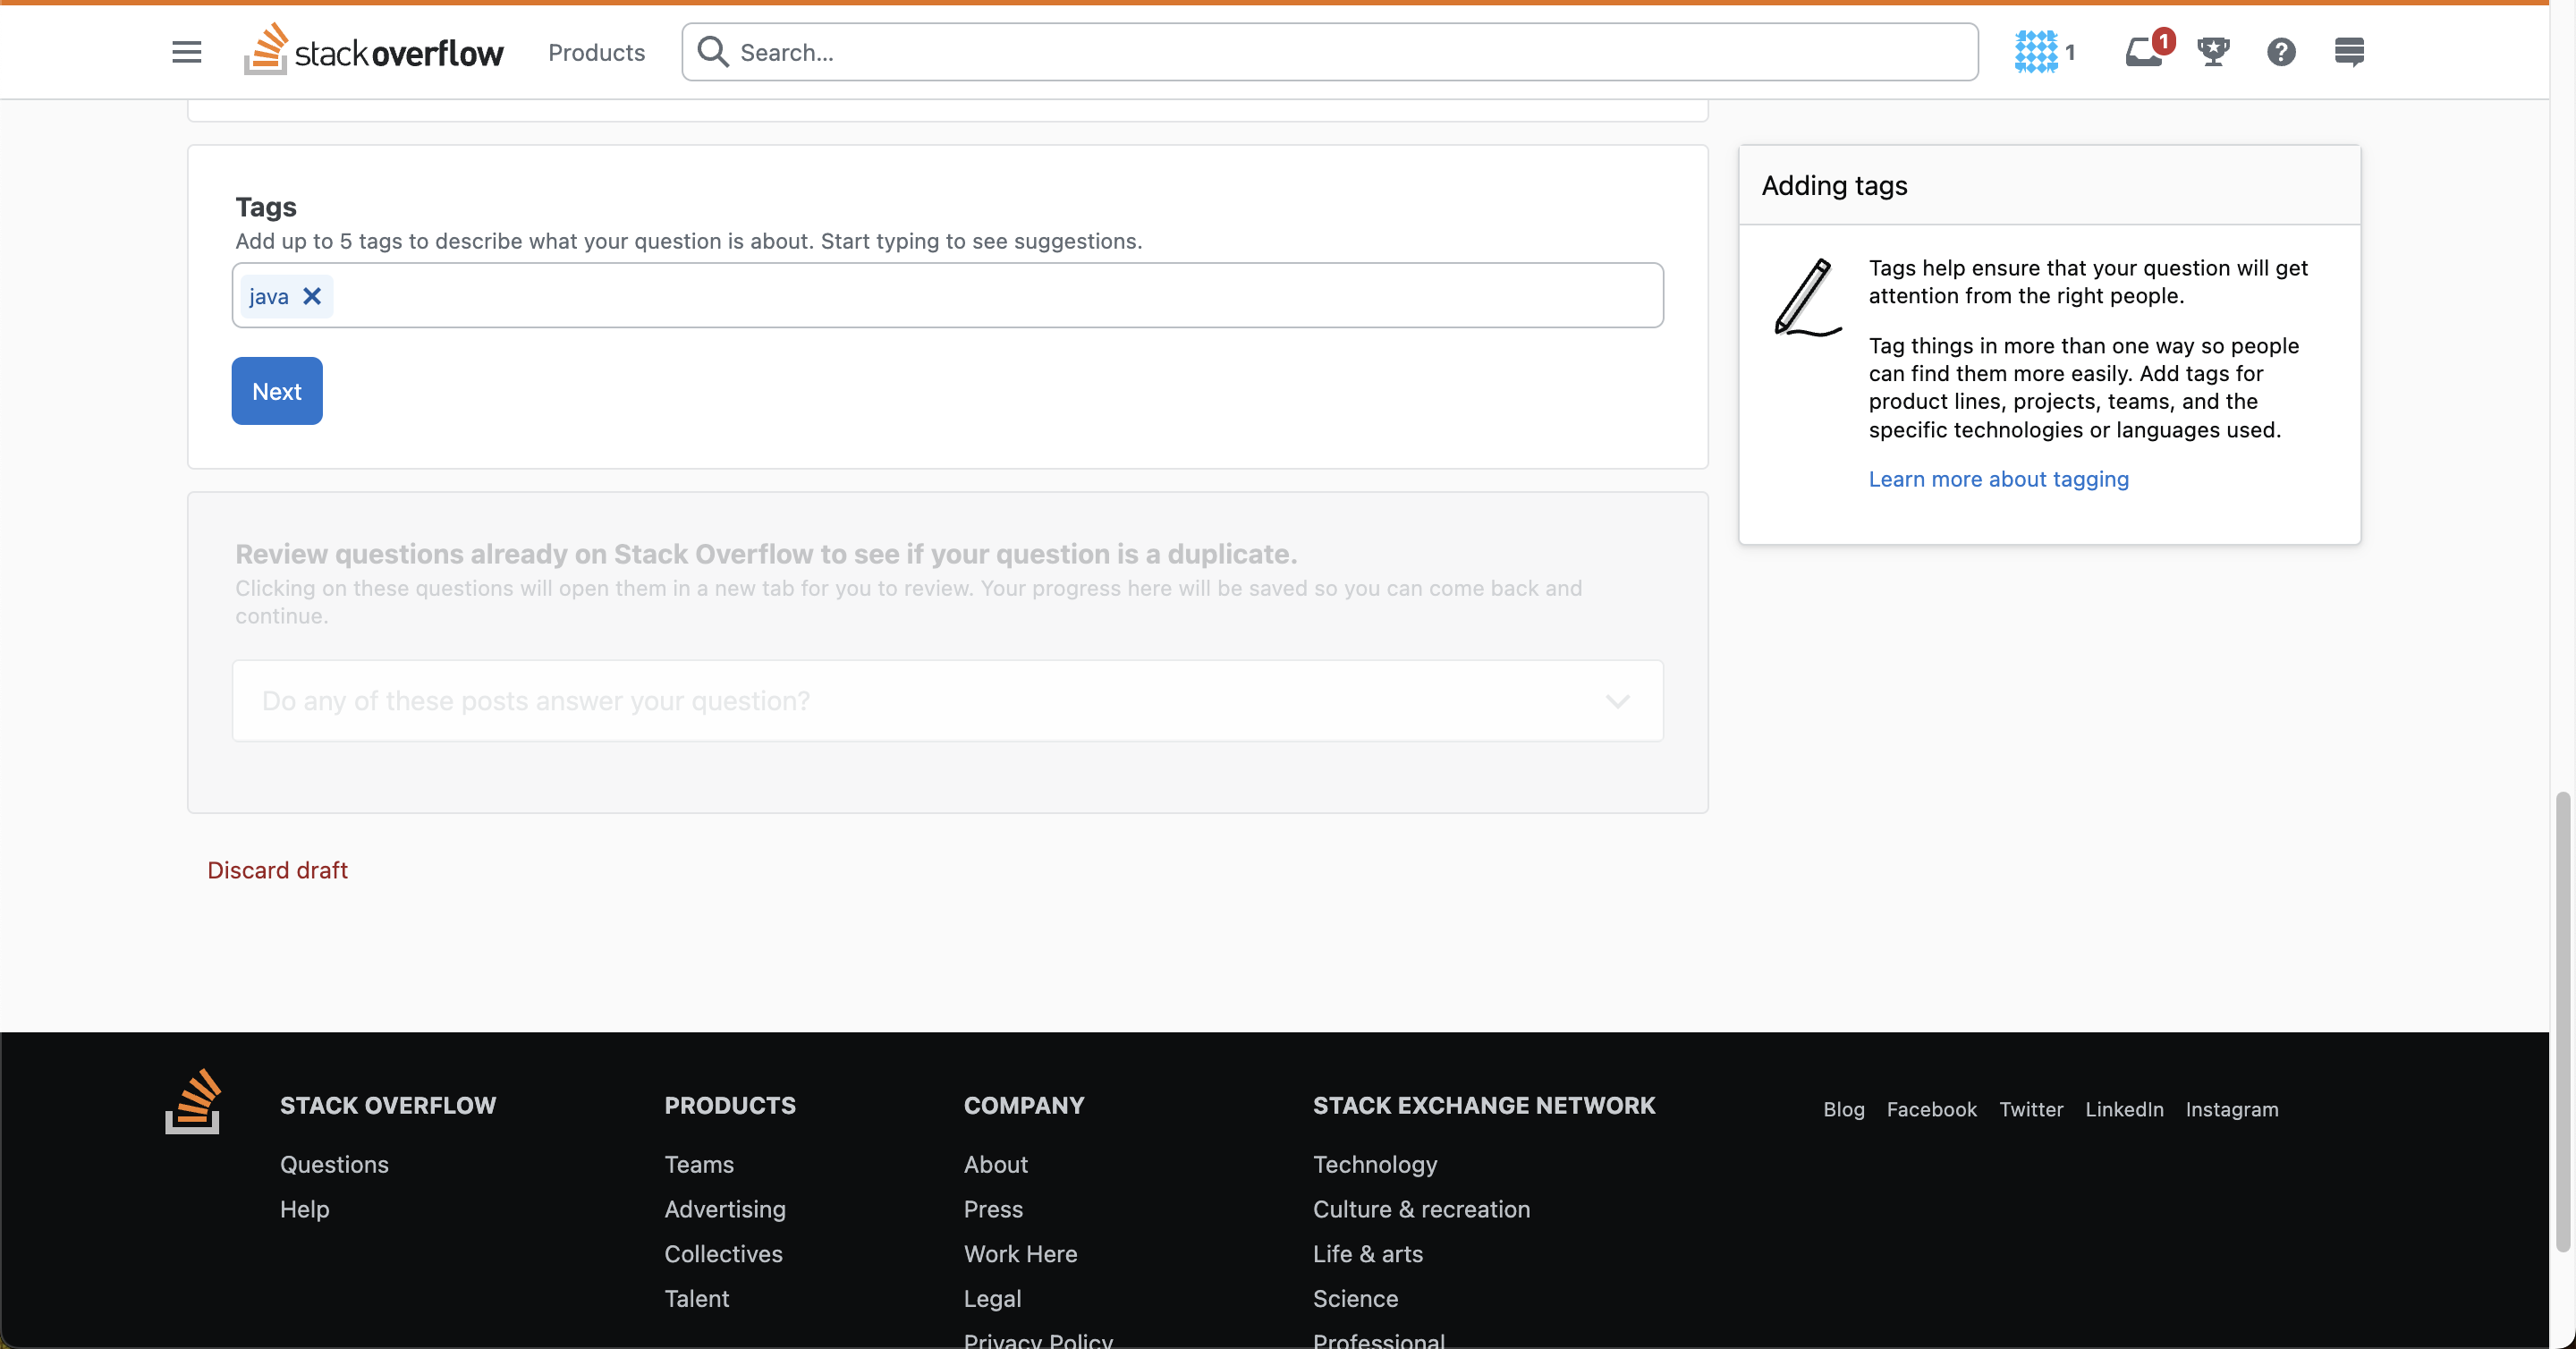 stackoverflow
Products
Search...
1
1
Tags
Add up to 5 tags to describe what your question is about. Start typing to see suggestions.
java
Next
Adding tags
Tags help ensure that your question will get
attention from the right people.
Tag things in more than one way so people
can find them more easily. Add tags for
product lines, projects, teams, and the
specific technologies or languages used.
Learn more about tagging
Review questions already on Stack Overflow to see if your question is a duplicate.
Clicking on these questions will open them in a new tab for you to review. Your progress here will be saved so you can come back and
continue.
Do any of these posts answer your question?
Discard draft
STACK OVERFLOW
Questions
Help
PRODUCTS
Teams
Advertising
Collectives
Talent
COMPANY
About
Press
Work Here
Legal
Privacy Policy
STACK EXCHANGE NETWORK
Technology
Culture & recreation
Life & arts
Science
Professional
Blog Facebook Twitter LinkedIn Instagram